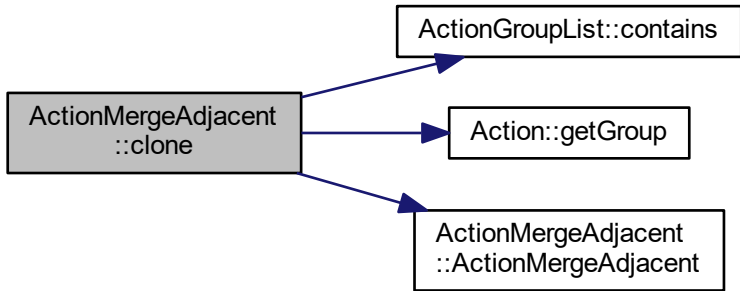 ActionMergeAdjacent
::clone
ActionGroupList::contains
Action::getGroup
ActionMergeAdjacent
::ActionMergeAdjacent